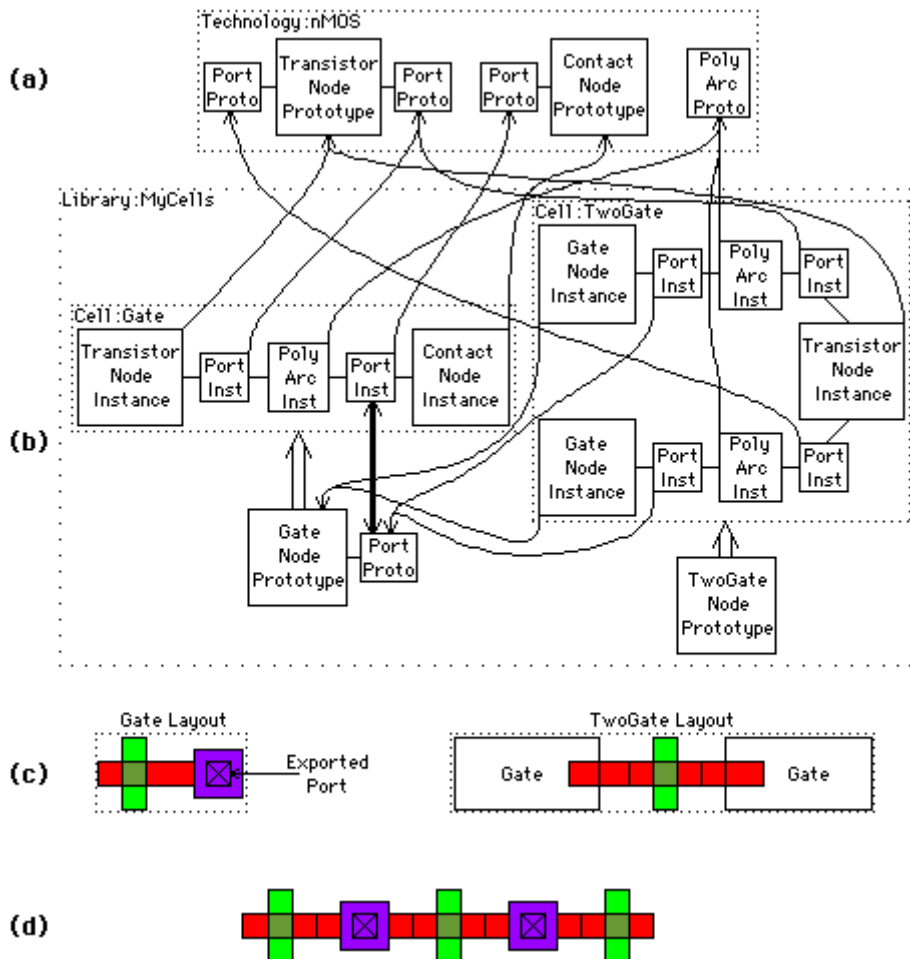 Technology:nMOS
(a)
Port
Proto
Transistor
Node
Prototype
Port
Proto
Port
Proto
Contact
Node
Prototype
Poly
Arc
Proto
Library:MyCells
Cell:TwoGate
Gate
Node
Instance
Port
Inst
Poly
Arc
Inst
Port
Inst
Cell:Gate
Transistor
Node
Instance
Port
Inst
Poly
Arc
Inst
Port
Inst
Contact
Node
Instance
Transistor
Node
Instance
(b)
Gate
Node
Instance
Port
Inst
Poly
Arc
Inst
Port
Inst
Gate
Node
Prototype
Port
Proto
TwoGate
Node
Prototype
Gate Layout
TwoGate Layout
(c)
Exported
Port
Gate
Gate
(d)